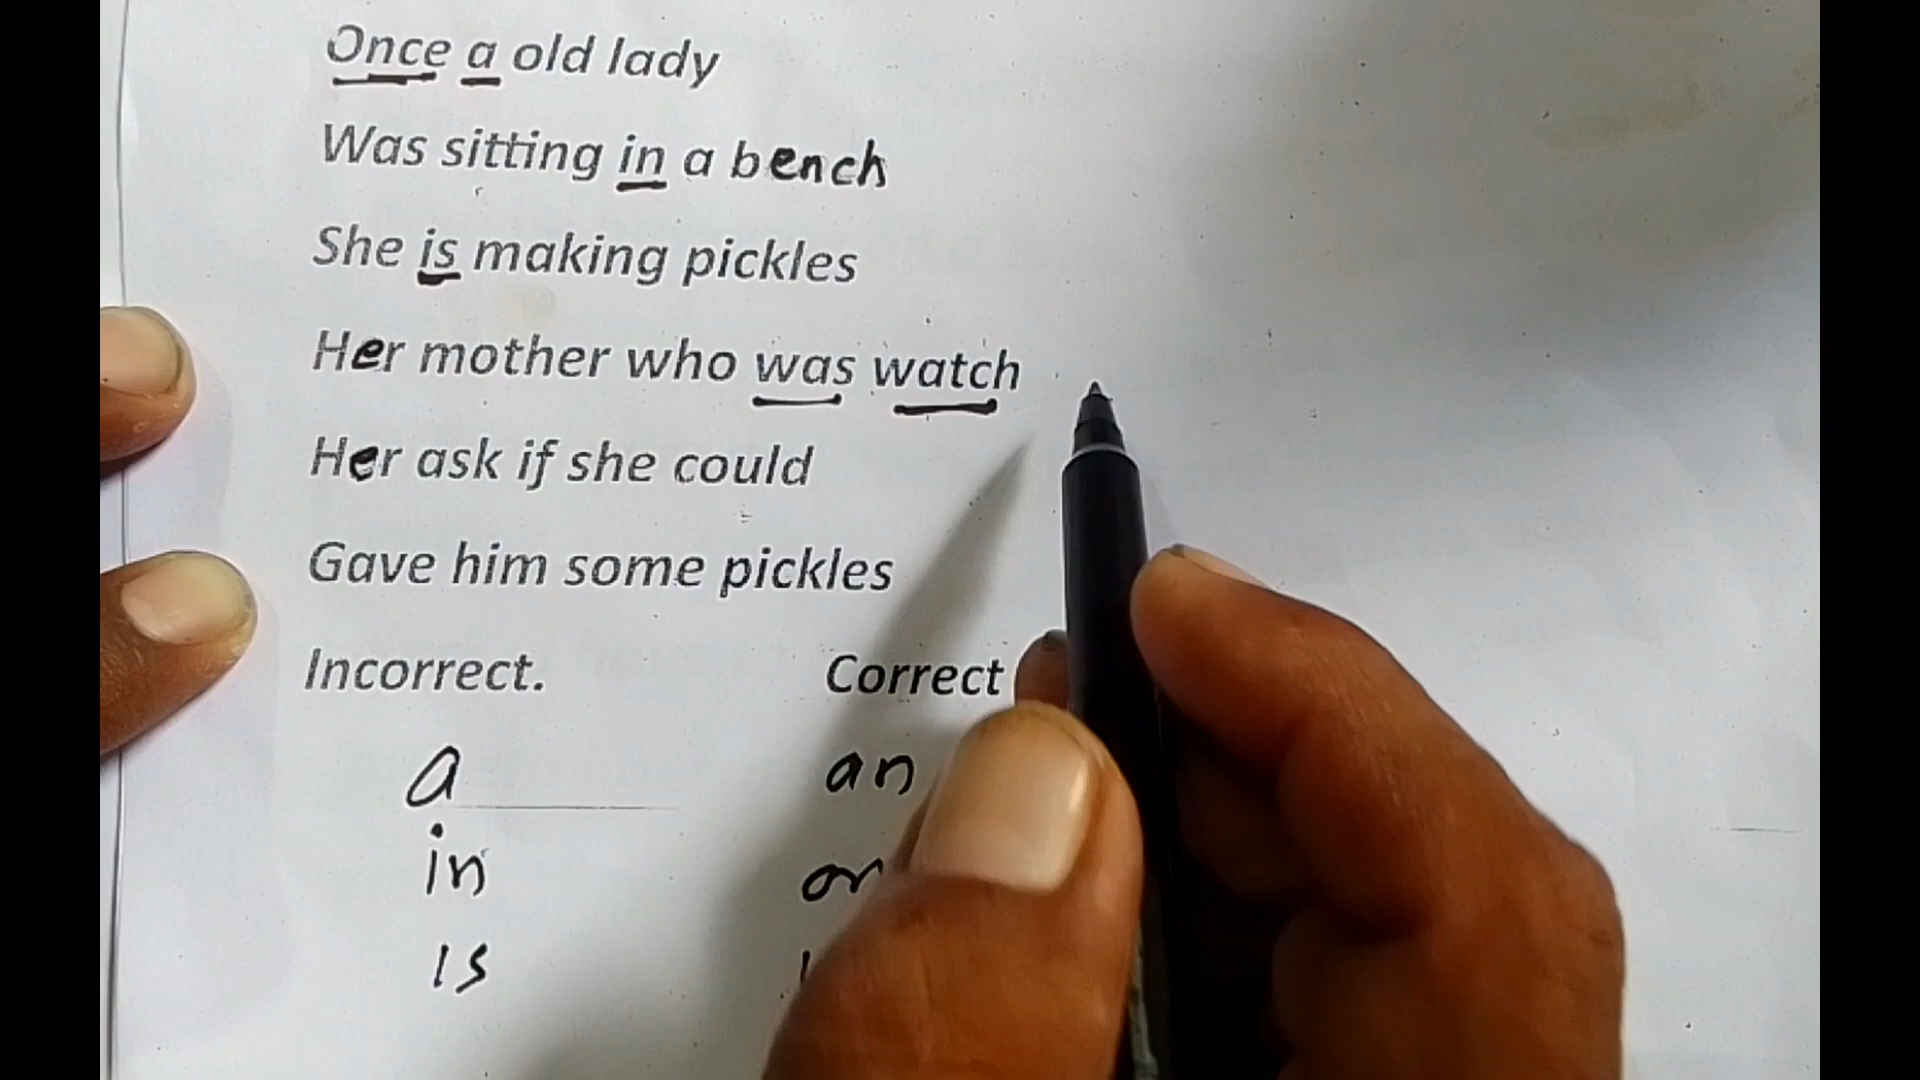 Once a old lady
Was sitting in a bench
She is making pickles
Her mother who was watch
Her ask if she could
Gave him some pickles
Incorrect. Correct
a an
in on
is